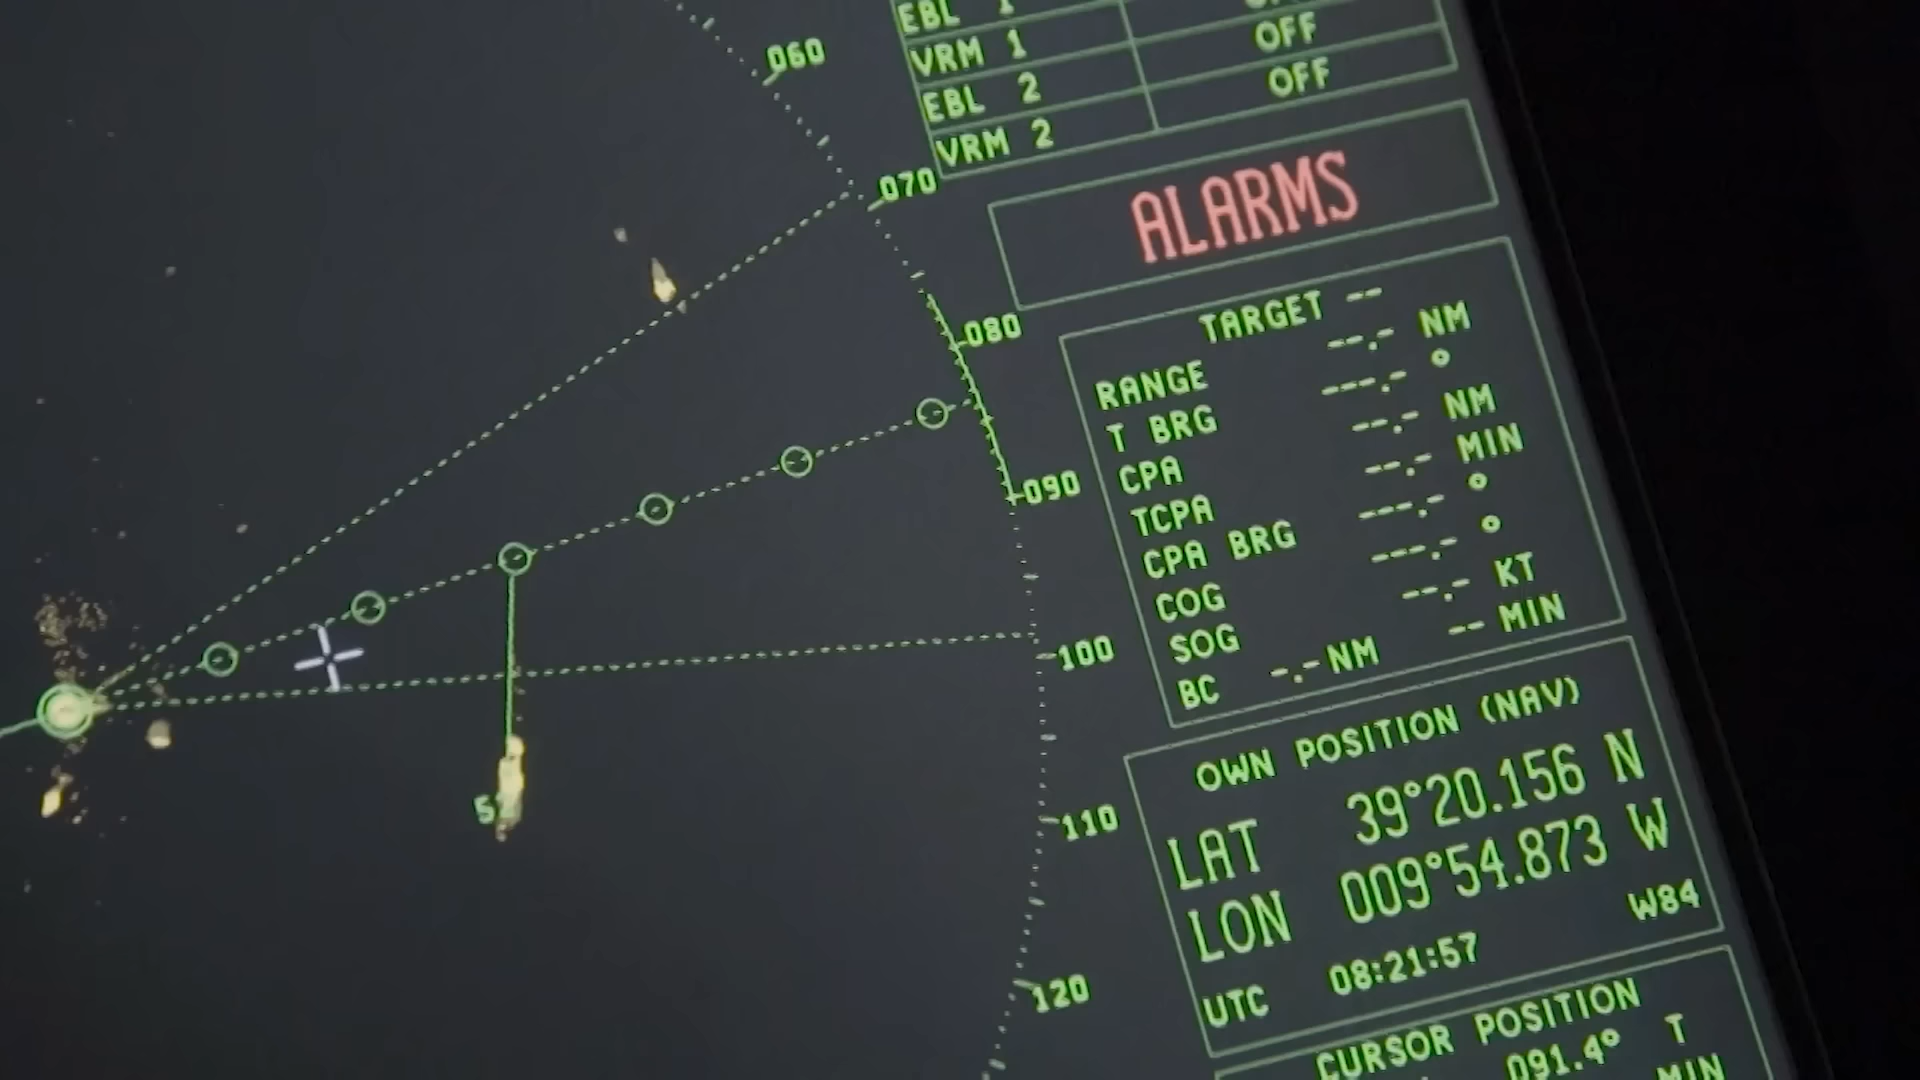 060
070
080
090
100
110
120
EBL 1
VRM 1 OFF
EBL 2 OFF
VRM 2
ALARMS
TARGET --
RANGE --.- NM
T BRG ---.- °
CPA --.- NM
TCPA --.- MIN
CPA BRG ---.- °
COG ---.- °
SOG --.- KT
BC -.-NM -- MIN
OWN POSITION (NAV)
LAT 39°20.156 N
LON 009°54.873 W
W84
UTC 08:21:57
CURSOR POSITION
091.4° T
MIN